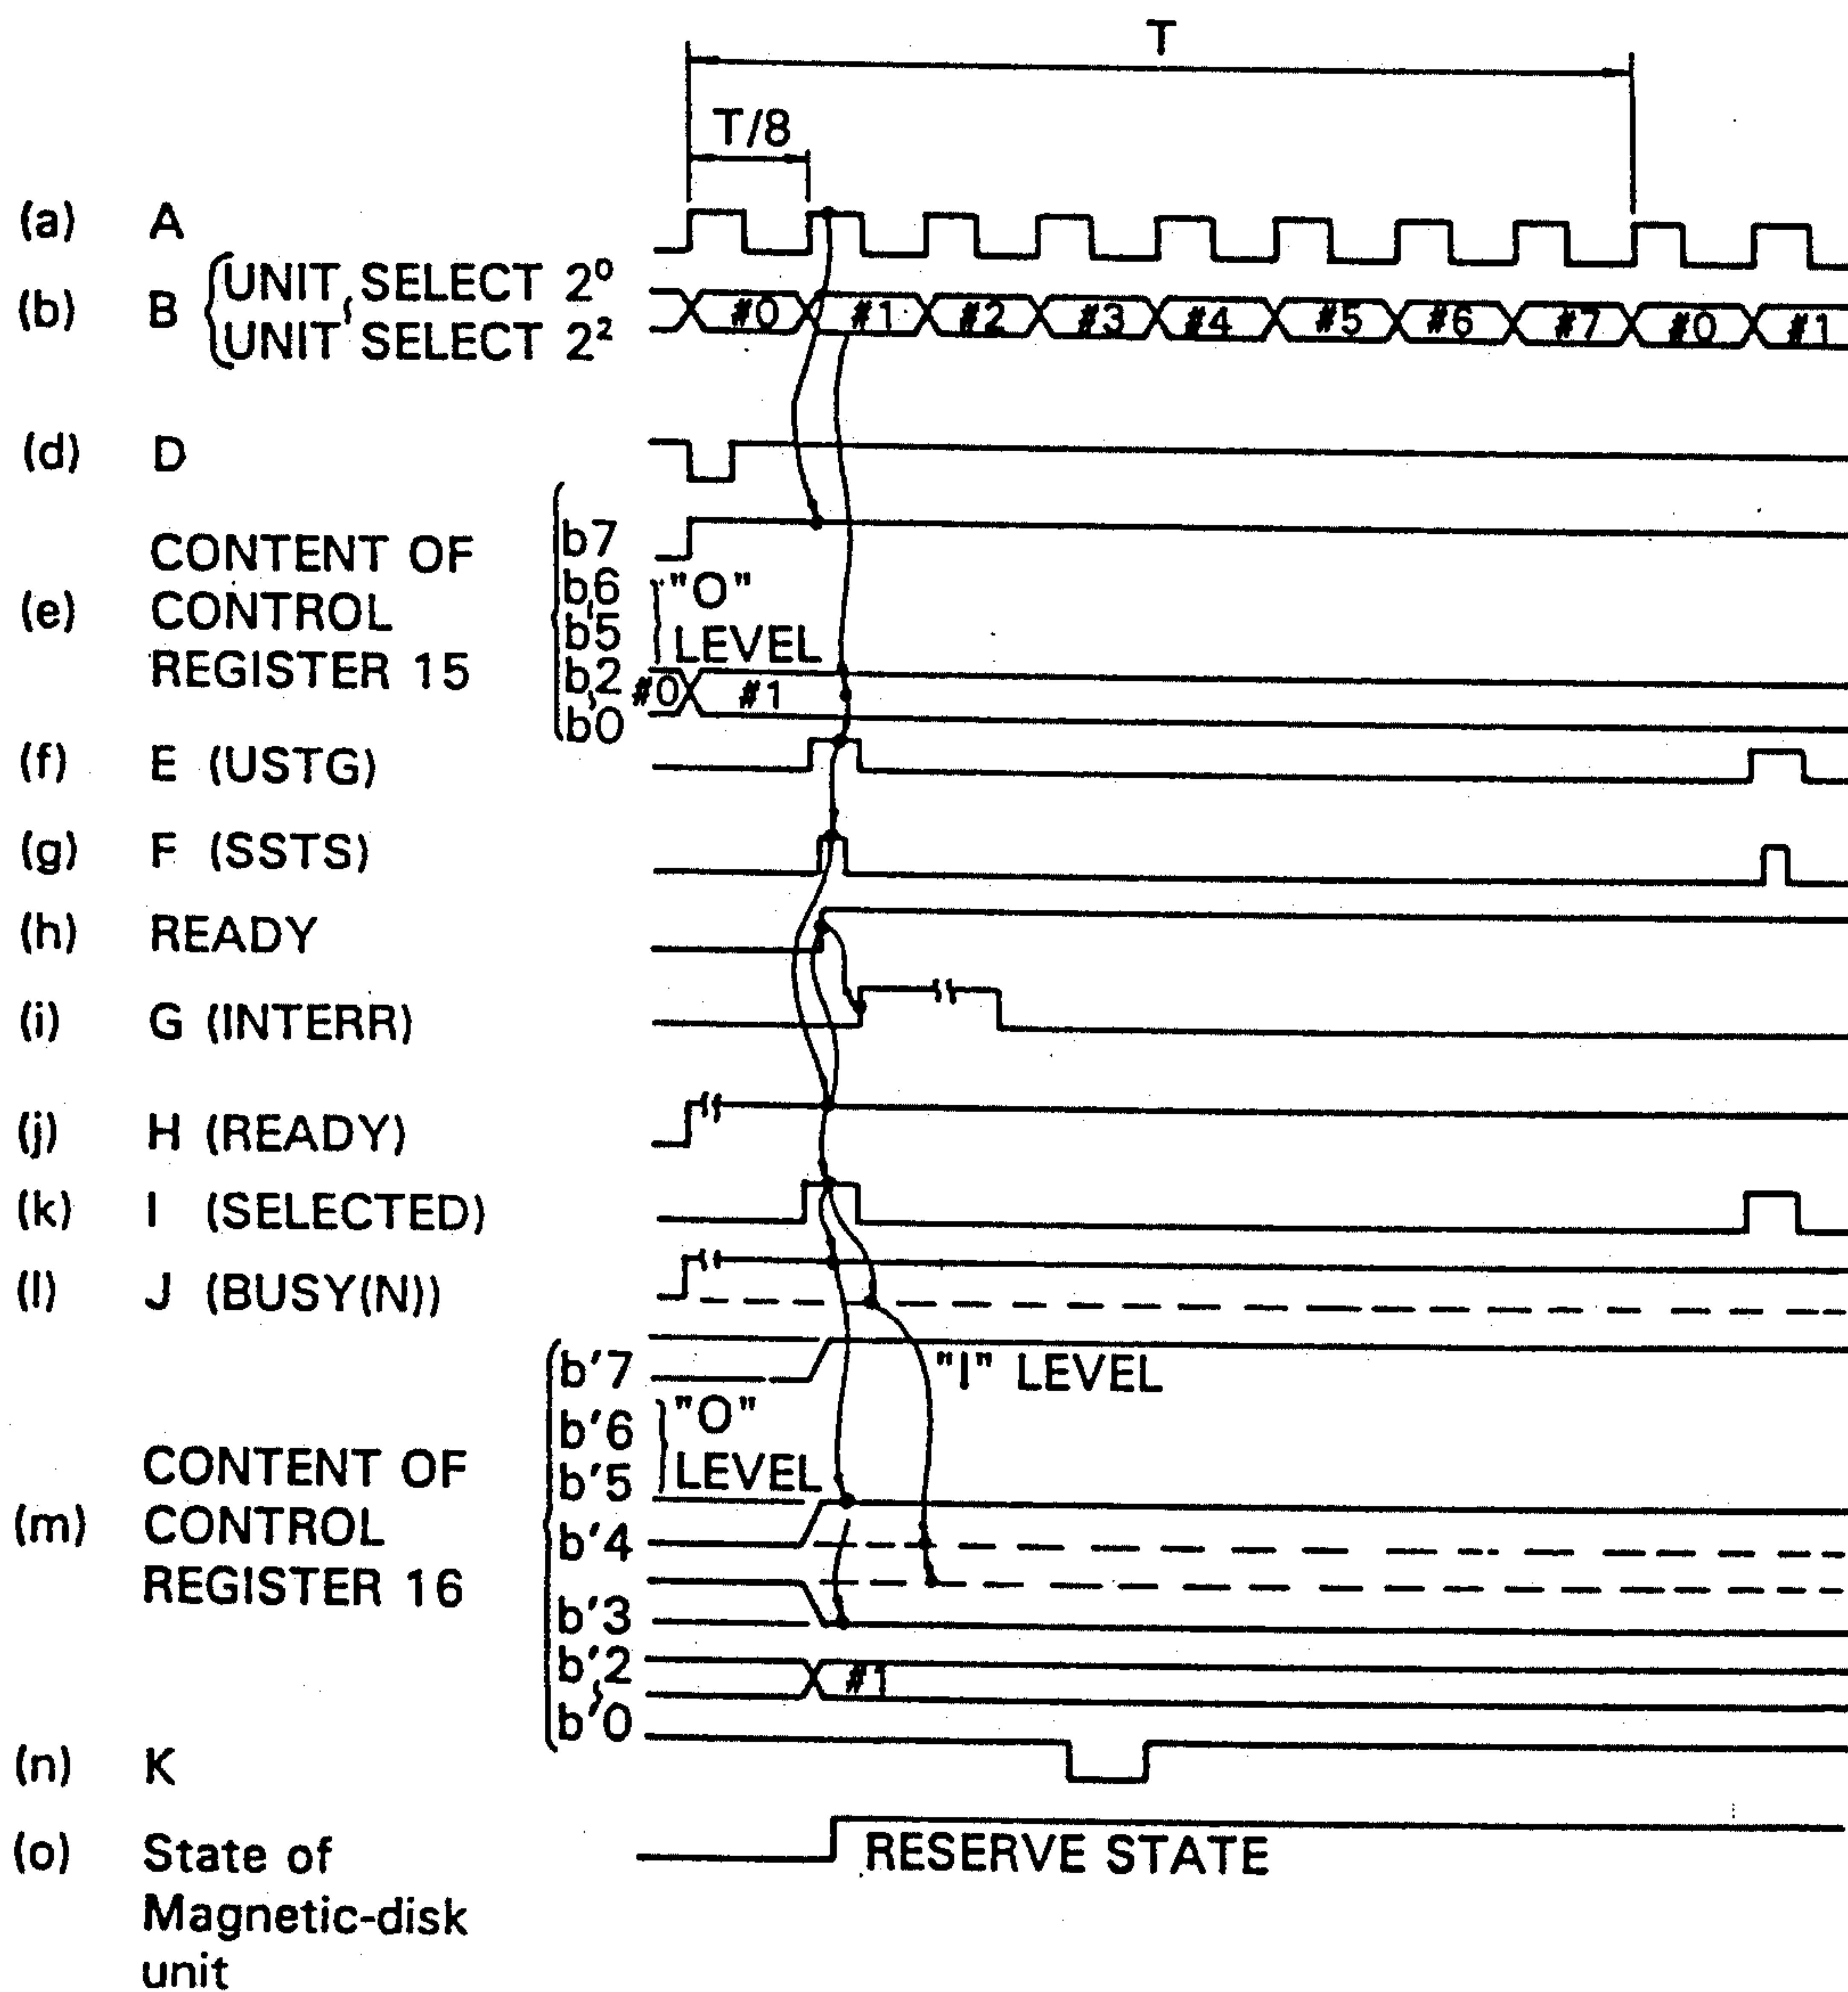 T
T/8
(a) A
(b) B UNIT SELECT 2⁰
UNIT SELECT 2²
#0 #1 #2 #3 #4 #5 #6 #7 #0 #1
(d) D
(e) CONTENT OF
CONTROL
REGISTER 15
b7
b6 "O"
b5 LEVEL
b2 #0 #1
b0
(f) E (USTG)
(g) F (SSTS)
(h) READY
(i) G (INTERR)
(j) H (READY)
(k) I (SELECTED)
(l) J (BUSY(N))
(m) CONTENT OF
CONTROL
REGISTER 16
b'7 "I" LEVEL
b'6 "O"
b'5 LEVEL
b'4
b'3
b'2 #1
b'0
(n) K
(o) State of
Magnetic-disk
unit
RESERVE STATE